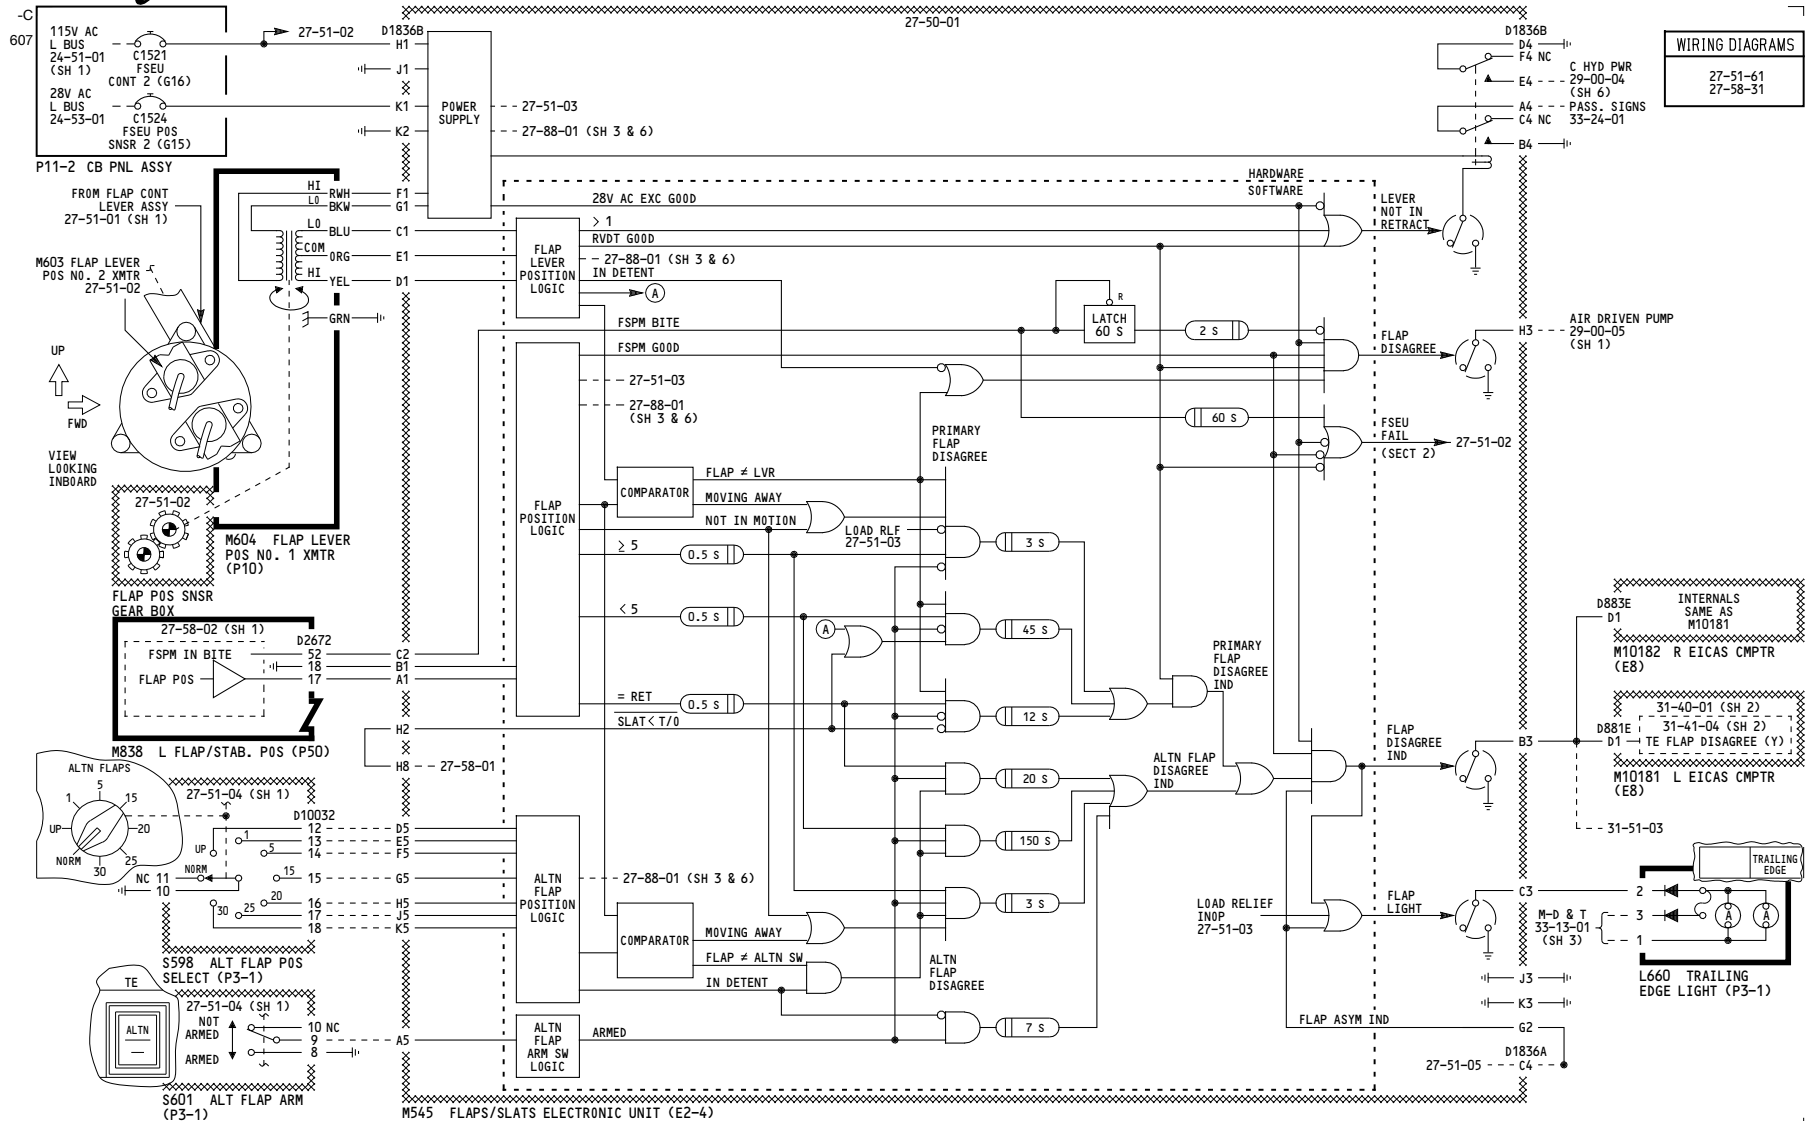 -C
607
115V AC
L BUS
24-51-01
(SH 1)
C1521
FSEU
CONT 2 (G16)
28V AC
L BUS
24-53-01
C1524
FSEU POS
SNSR 2 (G15)
P11-2 CB PNL ASSY
27-51-02
D1836B
H1
J1
K1
K2
POWER
SUPPLY
27-51-03
27-88-01 (SH 3 & 6)
27-50-01
D1836B
D4
F4 NC
E4
C HYD PWR
29-00-04
(SH 6)
A4
PASS. SIGNS
C4 NC
33-24-01
B4
WIRING DIAGRAMS
27-51-61
27-58-31
FROM FLAP CONT
LEVER ASSY
27-51-01 (SH 1)
M603 FLAP LEVER
POS NO. 2 XMTR
27-51-02
HI
RWH
F1
LO
BKW
G1
LO
BLU
C1
COM
ORG
E1
HI
YEL
D1
GRN
UP
FWD
VIEW
LOOKING
INBOARD
27-51-02
M604 FLAP LEVER
POS NO. 1 XMTR
(P10)
FLAP POS SNSR
GEAR BOX
HARDWARE
SOFTWARE
28V AC EXC GOOD
FLAP
LEVER
POSITION
LOGIC
> 1
RVDT GOOD
27-88-01 (SH 3 & 6)
IN DETENT
A
LEVER
NOT IN
RETRACT
FSPM BITE
R
LATCH
60 S
2 S
FSPM GOOD
FLAP
DISAGREE
H3
AIR DRIVEN PUMP
29-00-05
(SH 1)
27-51-03
27-88-01
(SH 3 & 6)
60 S
FSEU
FAIL
(SECT 2)
27-51-02
PRIMARY
FLAP
DISAGREE
FLAP
POSITION
LOGIC
COMPARATOR
FLAP ≠ LVR
MOVING AWAY
NOT IN MOTION
LOAD RLF
27-51-03
≥ 5
0.5 S
3 S
< 5
0.5 S
A
45 S
= RET
0.5 S
SLAT < T/O
12 S
PRIMARY
FLAP
DISAGREE
IND
27-58-02 (SH 1)
D2672
FSPM IN BITE
52
C2
18
B1
FLAP POS
17
A1
H2
M838 L FLAP/STAB. POS (P50)
H8
27-58-01
20 S
150 S
3 S
7 S
ALTN FLAP
DISAGREE
IND
FLAP
DISAGREE
IND
B3
D883E
D1
INTERNALS
SAME AS
M10181
M10182 R EICAS CMPTR
(E8)
31-40-01 (SH 2)
D881E
D1
31-41-04 (SH 2)
TE FLAP DISAGREE (Y)
M10181 L EICAS CMPTR
(E8)
31-51-03
ALTN FLAPS
UP
1
5
15
20
25
30
NORM
27-51-04 (SH 1)
D10032
12
D5
13
E5
14
F5
UP
1
5
NC 11
NORM
10
15
15
G5
20
16
H5
30
25
17
J5
18
K5
S598 ALT FLAP POS
SELECT (P3-1)
ALTN
FLAP
POSITION
LOGIC
27-88-01 (SH 3 & 6)
COMPARATOR
MOVING AWAY
FLAP ≠ ALTN SW
IN DETENT
ALTN
FLAP
DISAGREE
LOAD RELIEF
INOP
27-51-03
FLAP
LIGHT
C3
TRAILING
EDGE
2
3
1
A
A
M-D & T
33-13-01
(SH 3)
L660 TRAILING
EDGE LIGHT (P3-1)
J3
K3
FLAP ASYM IND
G2
D1836A
27-51-05
C4
TE
ALTN
27-51-04 (SH 1)
NOT
ARMED
ARMED
10 NC
9
8
A5
S601 ALT FLAP ARM
(P3-1)
ALTN
FLAP
ARM SW
LOGIC
ARMED
M545 FLAPS/SLATS ELECTRONIC UNIT (E2-4)